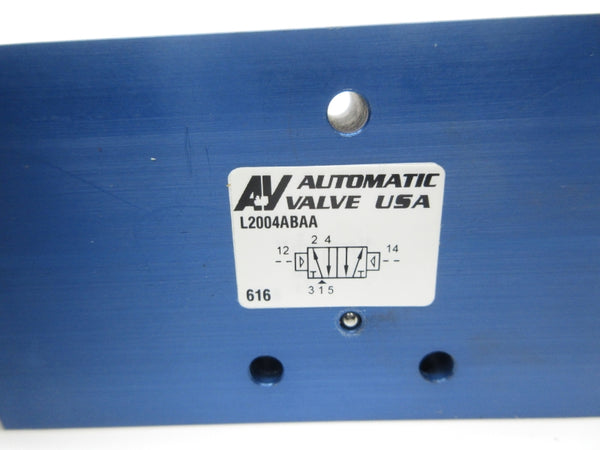 AV AUTOMATIC
VALVE USA
L2004ABAA
2 4
12 14
3 1 5
616